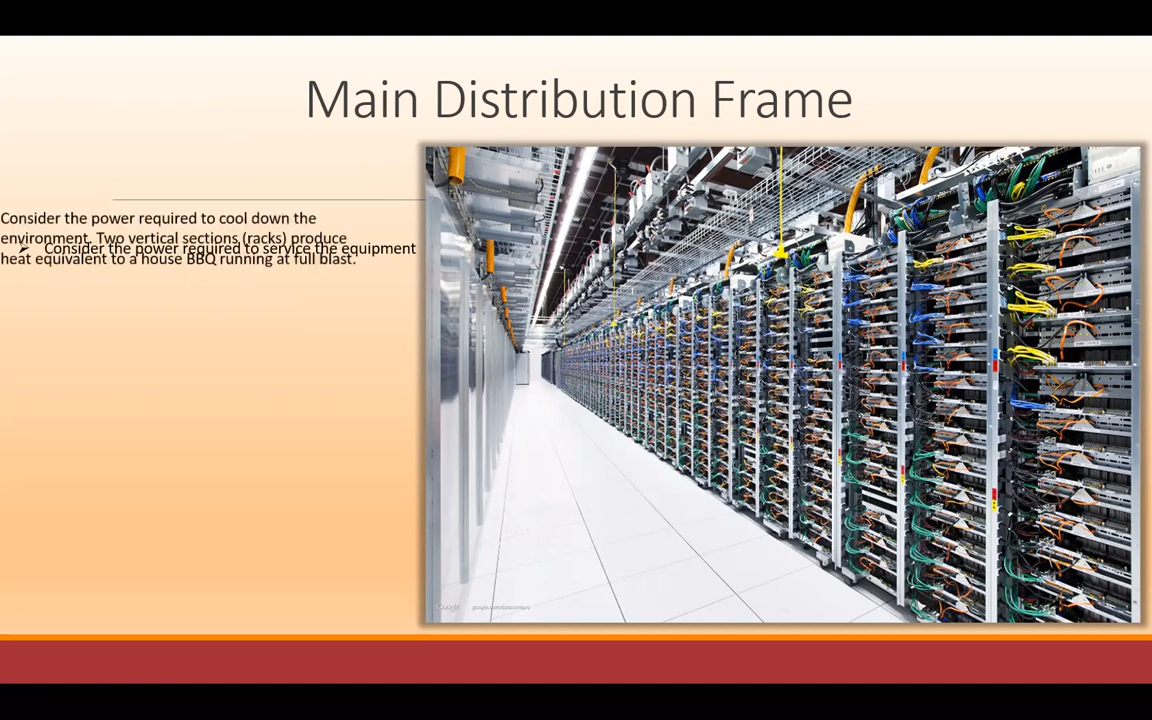 Main Distribution Frame
Consider the power required to cool down the
environment. Two vertical sections (racks) produce
heat equivalent to a house BBQ running at full blast.
Consider the power required to service the equipment
Google